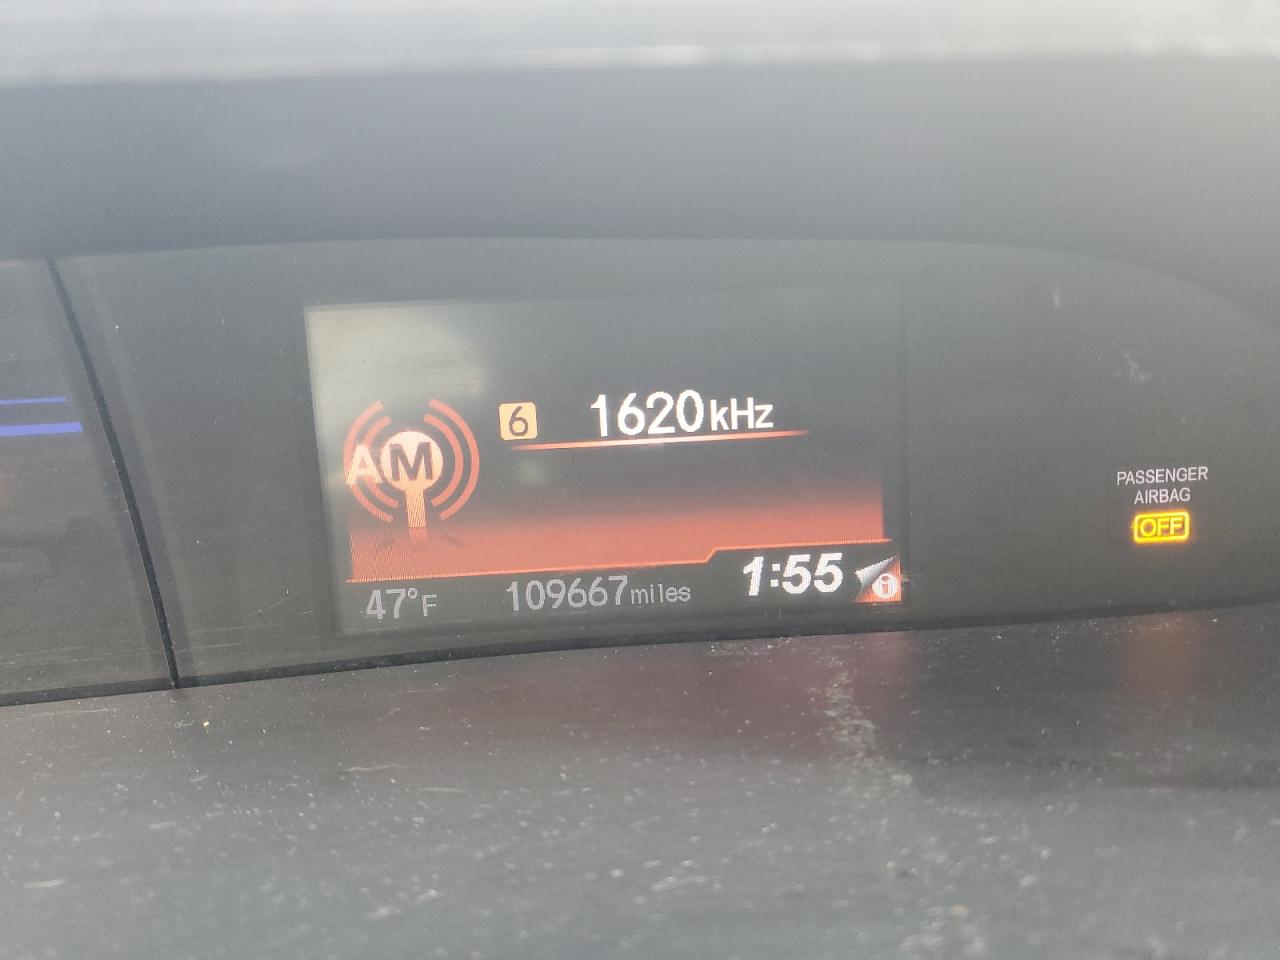 6 1620kHz
AM
PASSENGER
AIRBAG
OFF
47°F 109667miles 1:55 i